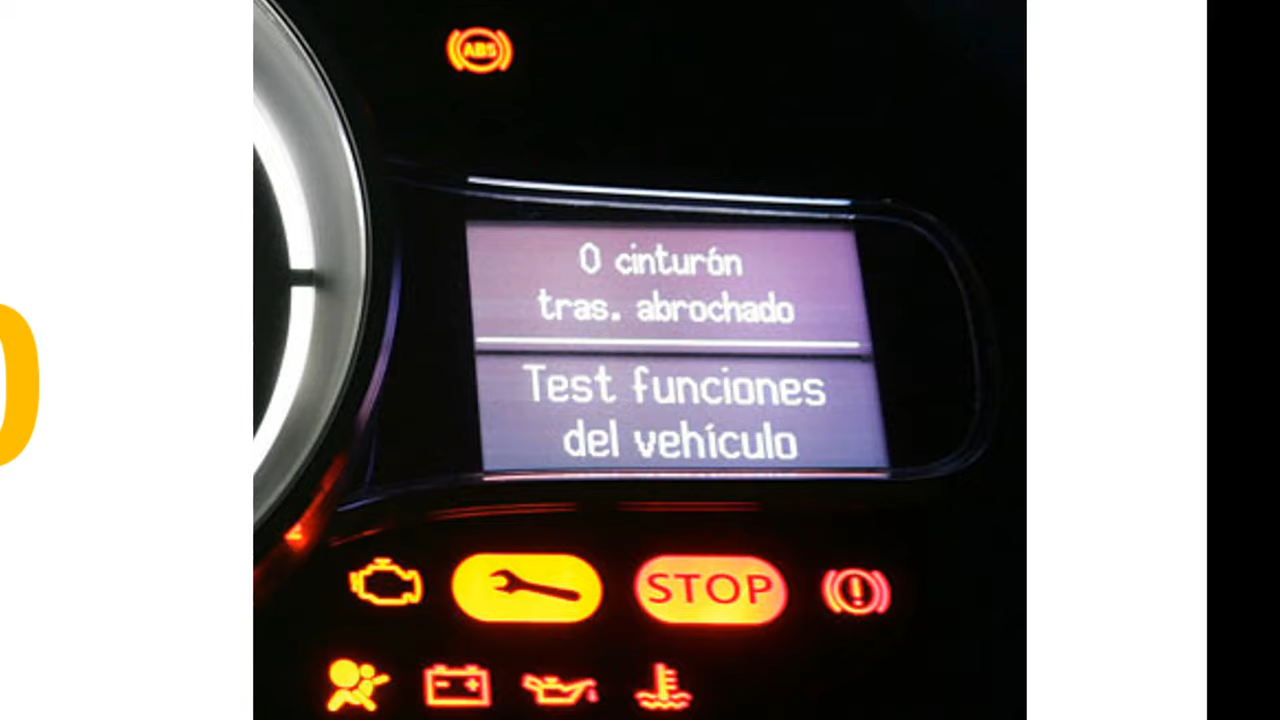 ABS
0 cinturón
tras. abrochado
Test funciones
del vehículo
STOP